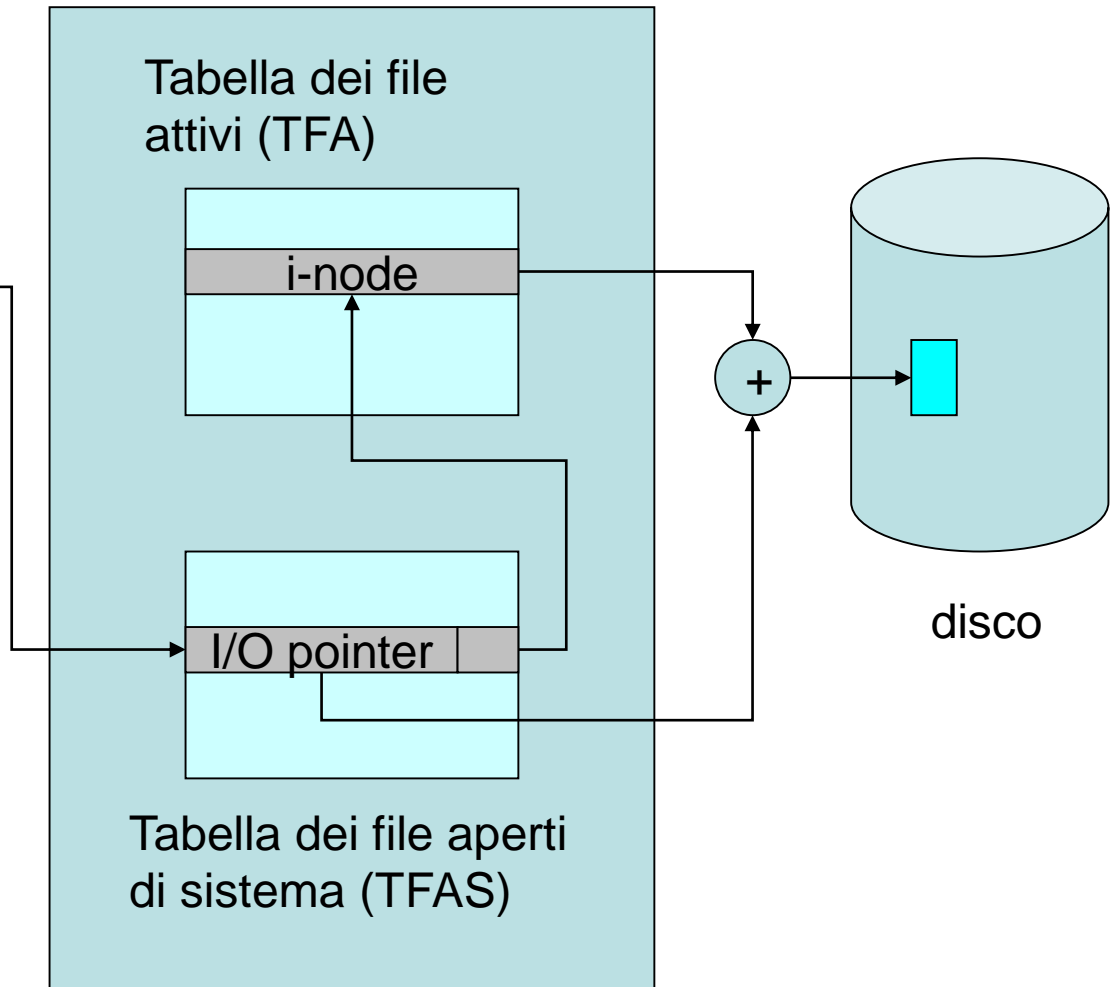 Tabella dei file
attivi (TFA)
i-node
+
I/O pointer
disco
Tabella dei file aperti
di sistema (TFAS)